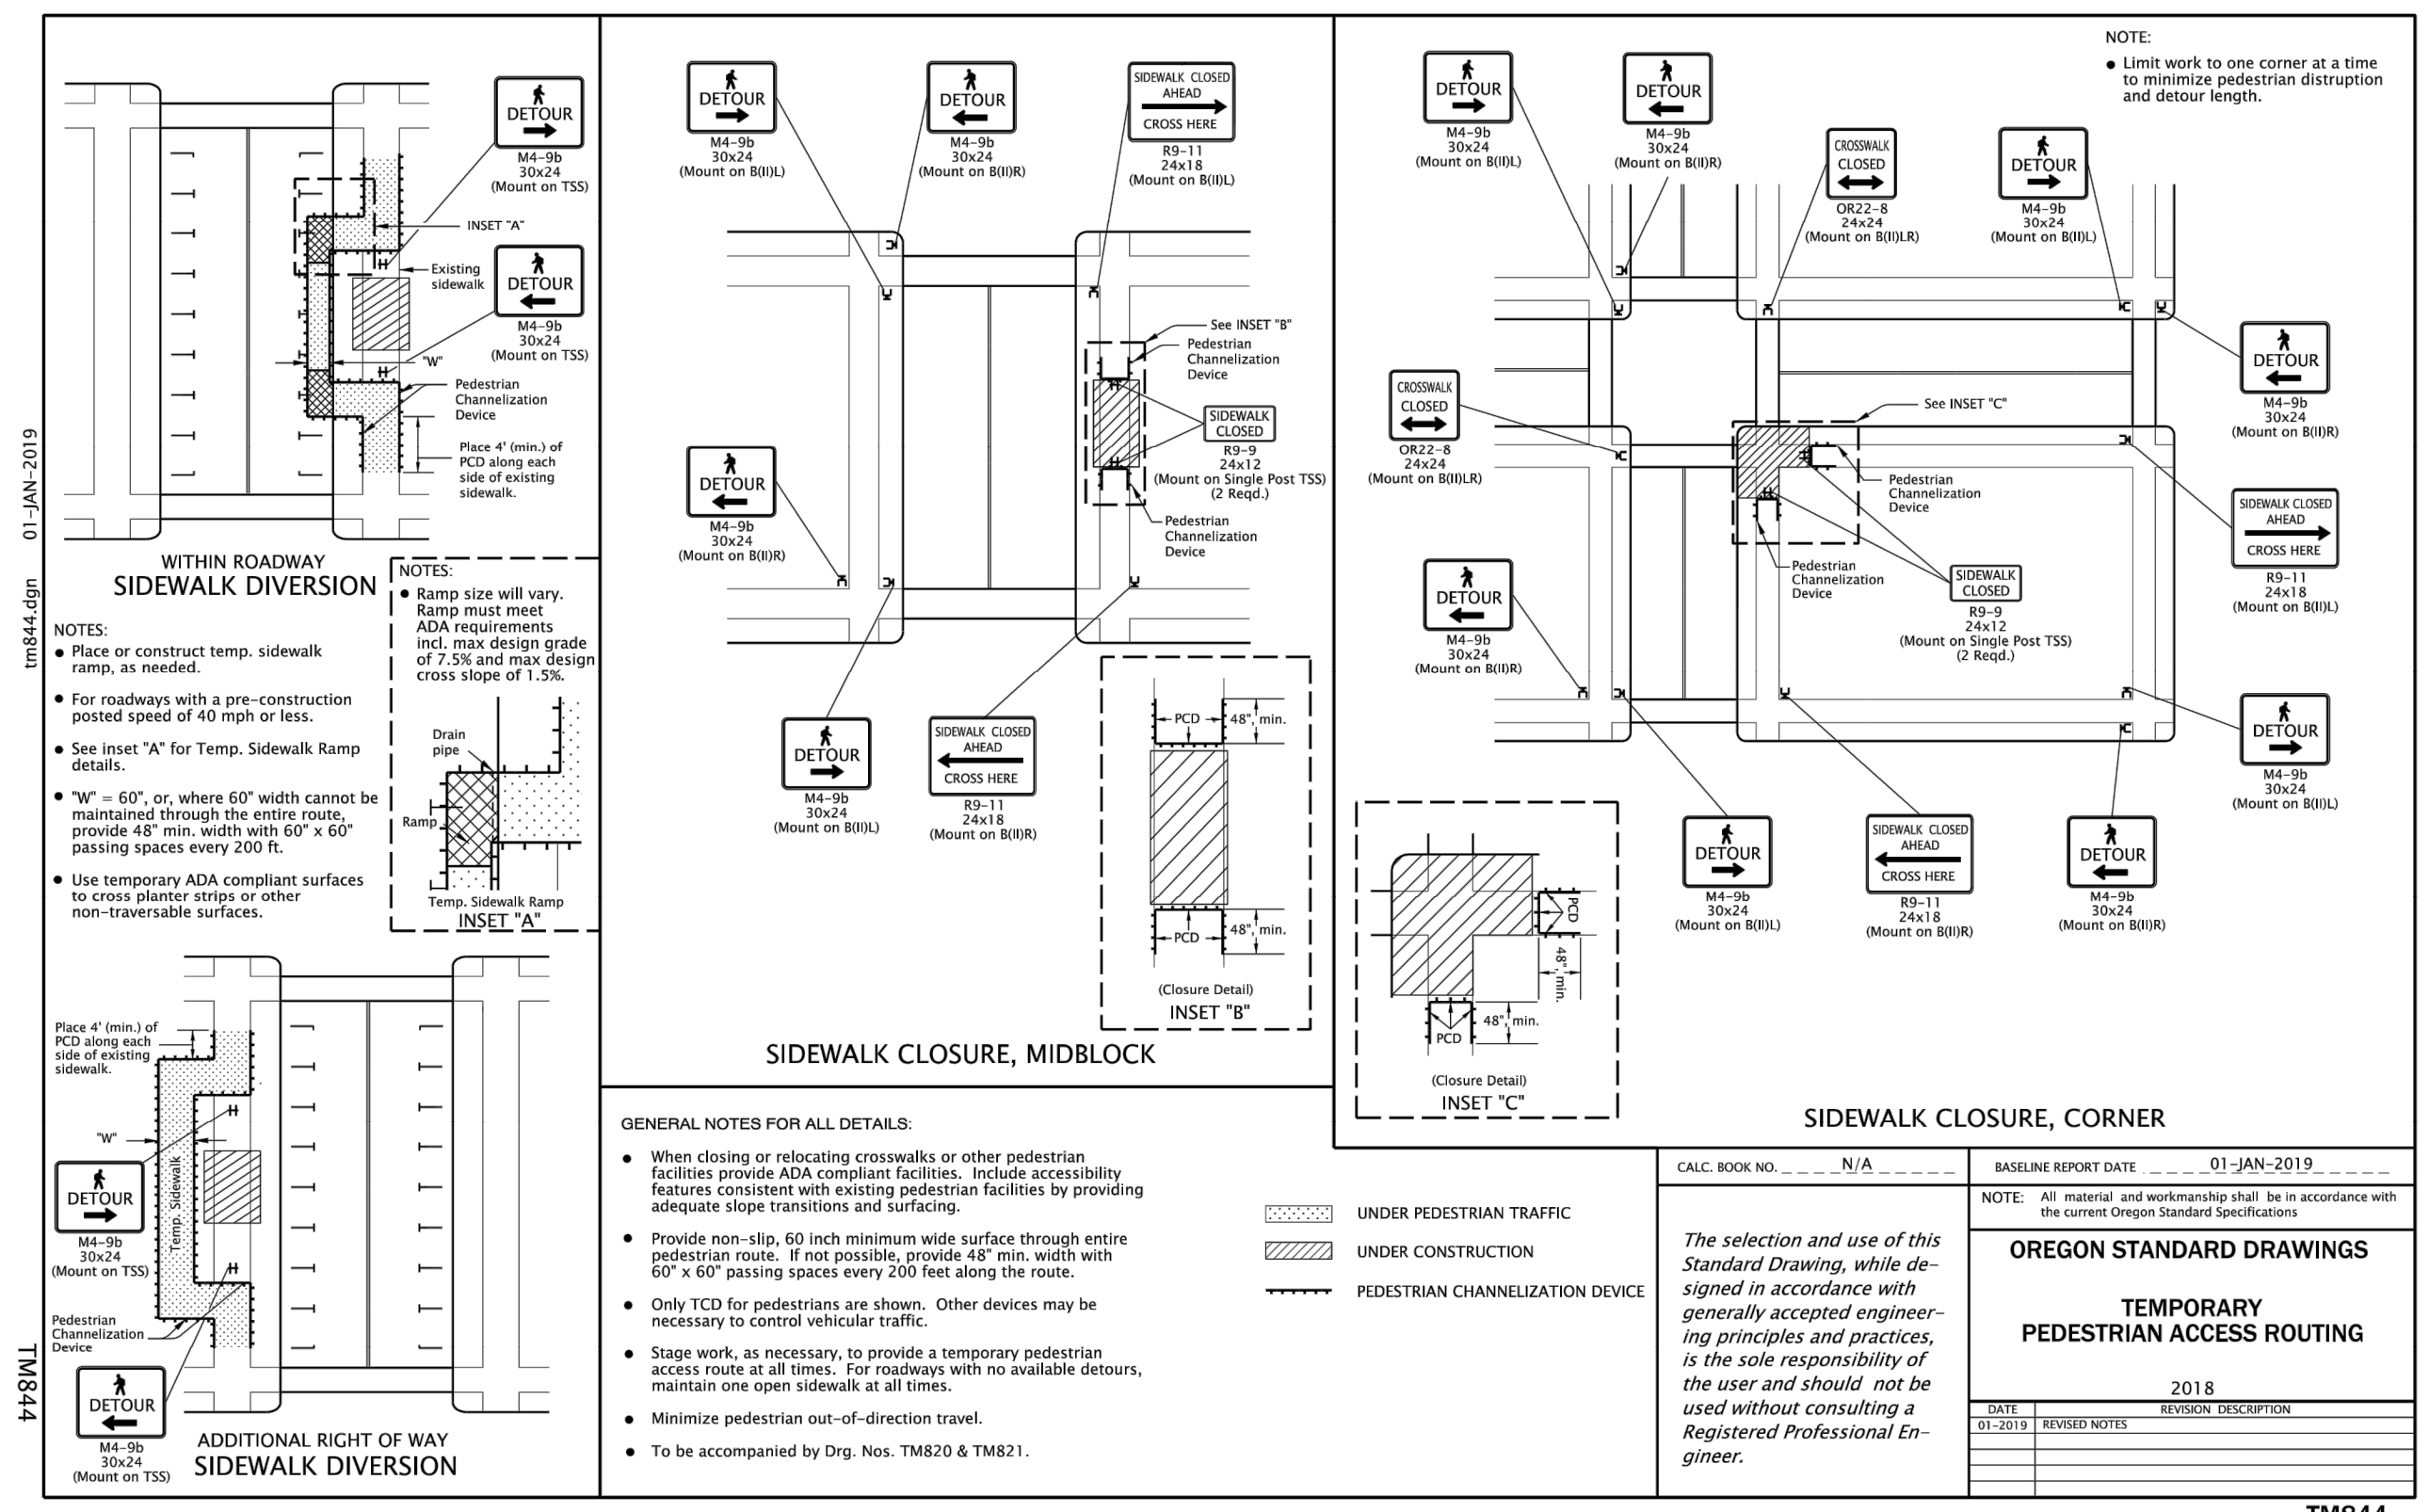 DETOUR
M4-9b
30x24
(Mount on TSS)
INSET "A"
Existing
sidewalk
DETOUR
M4-9b
30x24
(Mount on TSS)
"W"
Pedestrian
Channelization
Device
Place 4' (min.) of
PCD along each
side of existing
sidewalk.
WITHIN ROADWAY
SIDEWALK DIVERSION
NOTES:
● Place or construct temp. sidewalk
ramp, as needed.
● For roadways with a pre-construction
posted speed of 40 mph or less.
● See inset "A" for Temp. Sidewalk Ramp
details.
● "W" = 60", or, where 60" width cannot be
maintained through the entire route,
provide 48" min. width with 60" x 60"
passing spaces every 200 ft.
● Use temporary ADA compliant surfaces
to cross planter strips or other
non-traversable surfaces.
NOTES:
● Ramp size will vary.
Ramp must meet
ADA requirements
incl. max design grade
of 7.5% and max design
cross slope of 1.5%.
Drain
pipe
Ramp
Temp. Sidewalk Ramp
INSET "A"
Place 4' (min.) of
PCD along each
side of existing
sidewalk.
"W"
Temp. Sidewalk
DETOUR
M4-9b
30x24
(Mount on TSS)
Pedestrian
Channelization
Device
DETOUR
M4-9b
30x24
(Mount on TSS)
ADDITIONAL RIGHT OF WAY
SIDEWALK DIVERSION
DETOUR
M4-9b
30x24
(Mount on B(II)L)
DETOUR
M4-9b
30x24
(Mount on B(II)R)
SIDEWALK CLOSED
AHEAD
CROSS HERE
R9-11
24x18
(Mount on B(II)L)
See INSET "B"
Pedestrian
Channelization
Device
SIDEWALK
CLOSED
R9-9
24x12
(Mount on Single Post TSS)
(2 Reqd.)
Pedestrian
Channelization
Device
DETOUR
M4-9b
30x24
(Mount on B(II)R)
DETOUR
M4-9b
30x24
(Mount on B(II)L)
SIDEWALK CLOSED
AHEAD
CROSS HERE
R9-11
24x18
(Mount on B(II)R)
PCD
48", min.
PCD
48", min.
(Closure Detail)
INSET "B"
SIDEWALK CLOSURE, MIDBLOCK
NOTE:
● Limit work to one corner at a time
to minimize pedestrian distruption
and detour length.
DETOUR
M4-9b
30x24
(Mount on B(II)L)
DETOUR
M4-9b
30x24
(Mount on B(II)R)
CROSSWALK
CLOSED
OR22-8
24x24
(Mount on B(II)LR)
DETOUR
M4-9b
30x24
(Mount on B(II)L)
DETOUR
M4-9b
30x24
(Mount on B(II)R)
CROSSWALK
CLOSED
OR22-8
24x24
(Mount on B(II)LR)
See INSET "C"
Pedestrian
Channelization
Device
Pedestrian
Channelization
Device
SIDEWALK
CLOSED
R9-9
24x12
(Mount on Single Post TSS)
(2 Reqd.)
SIDEWALK CLOSED
AHEAD
CROSS HERE
R9-11
24x18
(Mount on B(II)L)
DETOUR
M4-9b
30x24
(Mount on B(II)R)
DETOUR
M4-9b
30x24
(Mount on B(II)L)
DETOUR
M4-9b
30x24
(Mount on B(II)L)
SIDEWALK CLOSED
AHEAD
CROSS HERE
R9-11
24x18
(Mount on B(II)R)
DETOUR
M4-9b
30x24
(Mount on B(II)R)
PCD
48", min.
48", min.
PCD
(Closure Detail)
INSET "C"
SIDEWALK CLOSURE, CORNER
GENERAL NOTES FOR ALL DETAILS:
● When closing or relocating crosswalks or other pedestrian
facilities provide ADA compliant facilities. Include accessibility
features consistent with existing pedestrian facilities by providing
adequate slope transitions and surfacing.
● Provide non-slip, 60 inch minimum wide surface through entire
pedestrian route. If not possible, provide 48" min. width with
60" x 60" passing spaces every 200 feet along the route.
● Only TCD for pedestrians are shown. Other devices may be
necessary to control vehicular traffic.
● Stage work, as necessary, to provide a temporary pedestrian
access route at all times. For roadways with no available detours,
maintain one open sidewalk at all times.
● Minimize pedestrian out-of-direction travel.
● To be accompanied by Drg. Nos. TM820 & TM821.
UNDER PEDESTRIAN TRAFFIC
UNDER CONSTRUCTION
PEDESTRIAN CHANNELIZATION DEVICE
CALC. BOOK NO. N/A
BASELINE REPORT DATE 01-JAN-2019
The selection and use of this
Standard Drawing, while de-
signed in accordance with
generally accepted engineer-
ing principles and practices,
is the sole responsibility of
the user and should not be
used without consulting a
Registered Professional En-
gineer.
NOTE: All material and workmanship shall be in accordance with
the current Oregon Standard Specifications
OREGON STANDARD DRAWINGS
TEMPORARY
PEDESTRIAN ACCESS ROUTING
2018
DATE REVISION DESCRIPTION
01-2019 REVISED NOTES
tm844.dgn 01-JAN-2019
TM844
TM844